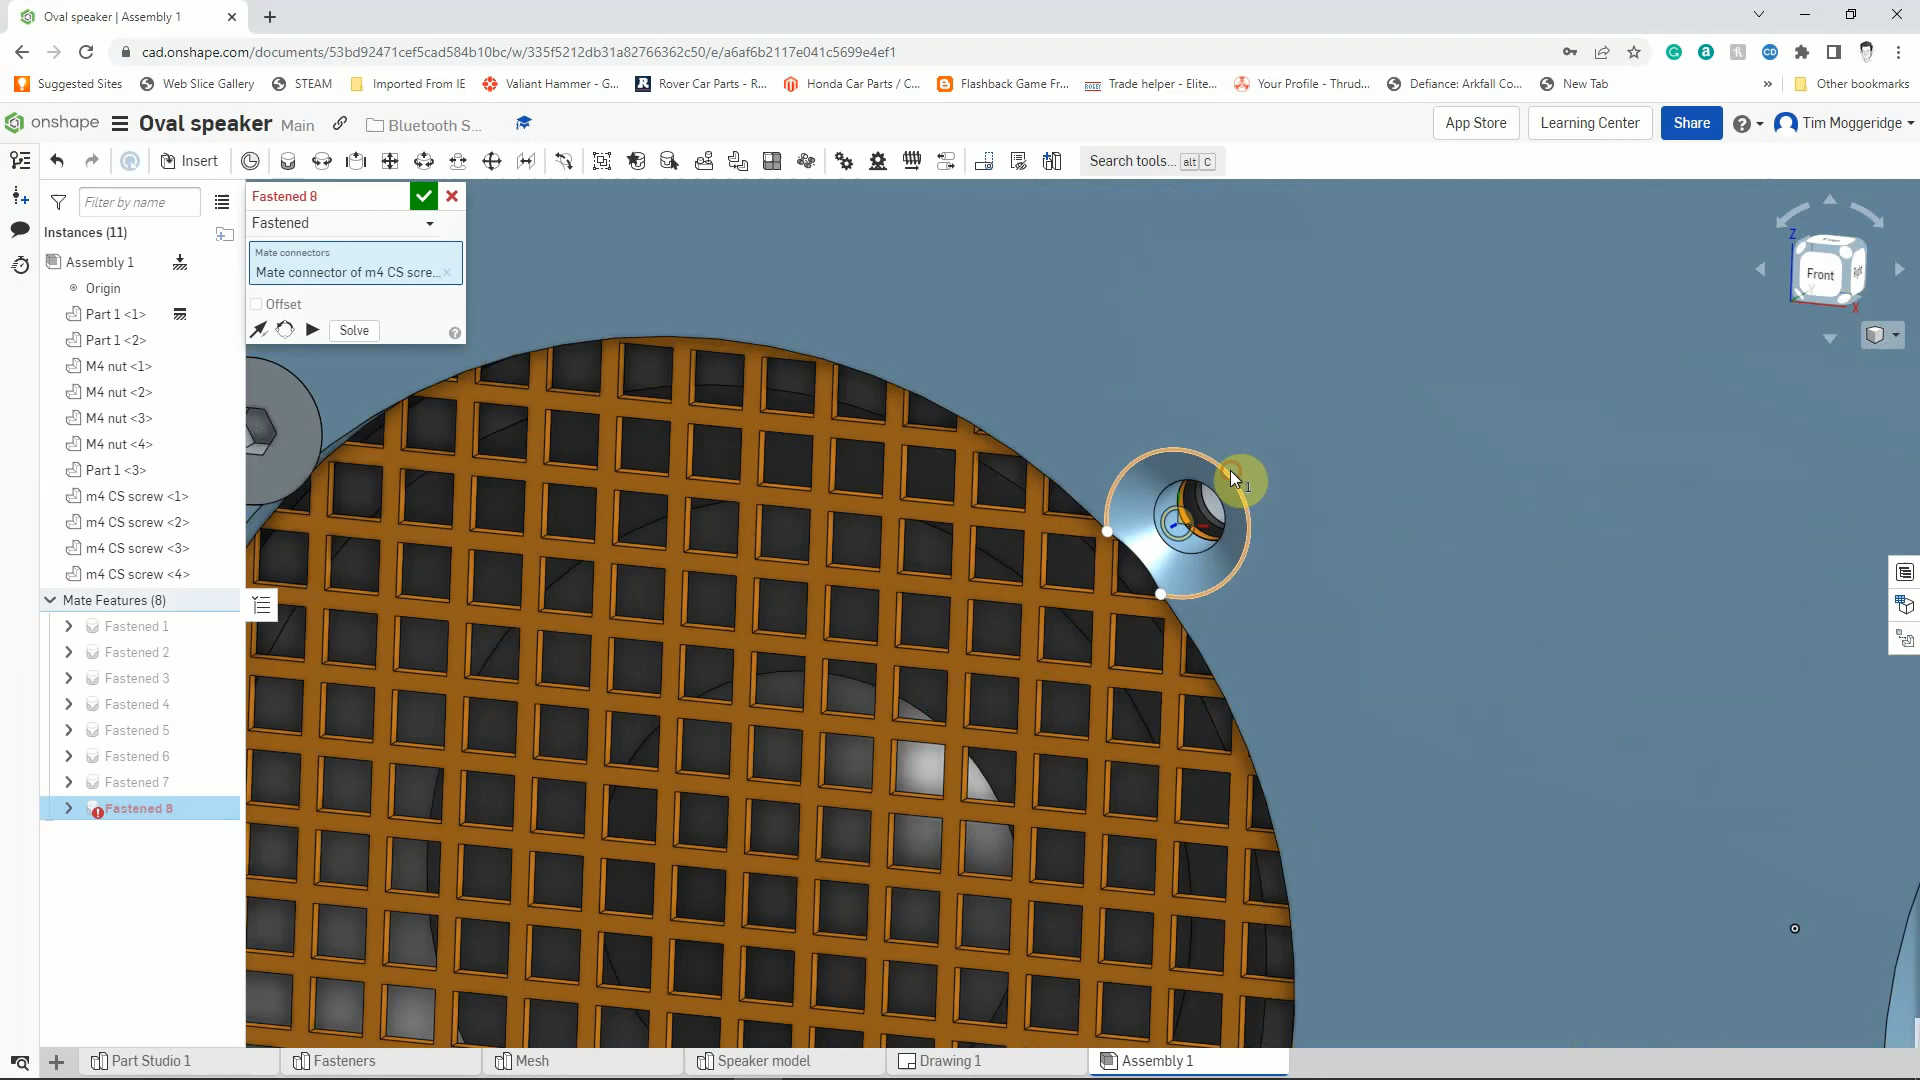 Oval speaker | Assembly 1
cad.onshape.com/documents/53bd92471cef5cad584b10bc/w/335f5212db31a82766362c50/e/a6af6b2117e041c5699e4ef1
Suggested Sites Web Slice Gallery STEAM Imported From IE Valiant Hammer - G... Rover Car Parts - R... Honda Car Parts / C... Flashback Game Fr... Trade helper - Elite... Your Profile - Thrud... Defiance: Arkfall Co... New Tab » Other bookmarks
onshape Oval speaker Main Bluetooth S... App Store Learning Center Share Tim Moggeridge
Insert Search tools... alt C
Fastened 8
Fastened
Mate connectors
Mate connector of m4 CS scre...
Offset
Solve
Filter by name
Instances (11)
Assembly 1
Origin
Part 1 <1>
Part 1 <2>
M4 nut <1>
M4 nut <2>
M4 nut <3>
M4 nut <4>
Part 1 <3>
m4 CS screw <1>
m4 CS screw <2>
m4 CS screw <3>
m4 CS screw <4>
Mate Features (8)
Fastened 1
Fastened 2
Fastened 3
Fastened 4
Fastened 5
Fastened 6
Fastened 7
Fastened 8
Z
Front
Right
X
1
Part Studio 1 Fasteners Mesh Speaker model Drawing 1 Assembly 1